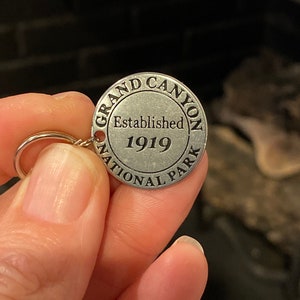 GRAND CANYON
Established
1919
NATIONAL PARK